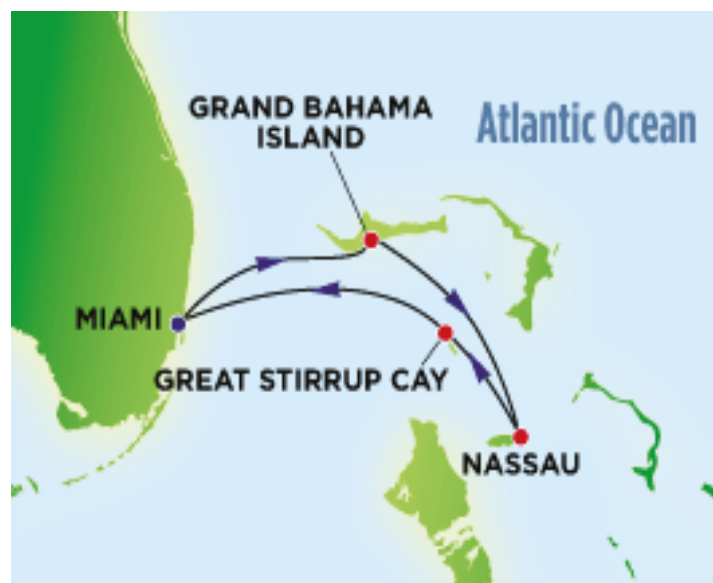 GRAND BAHAMA
ISLAND
Atlantic Ocean
MIAMI
GREAT STIRRUP CAY
NASSAU